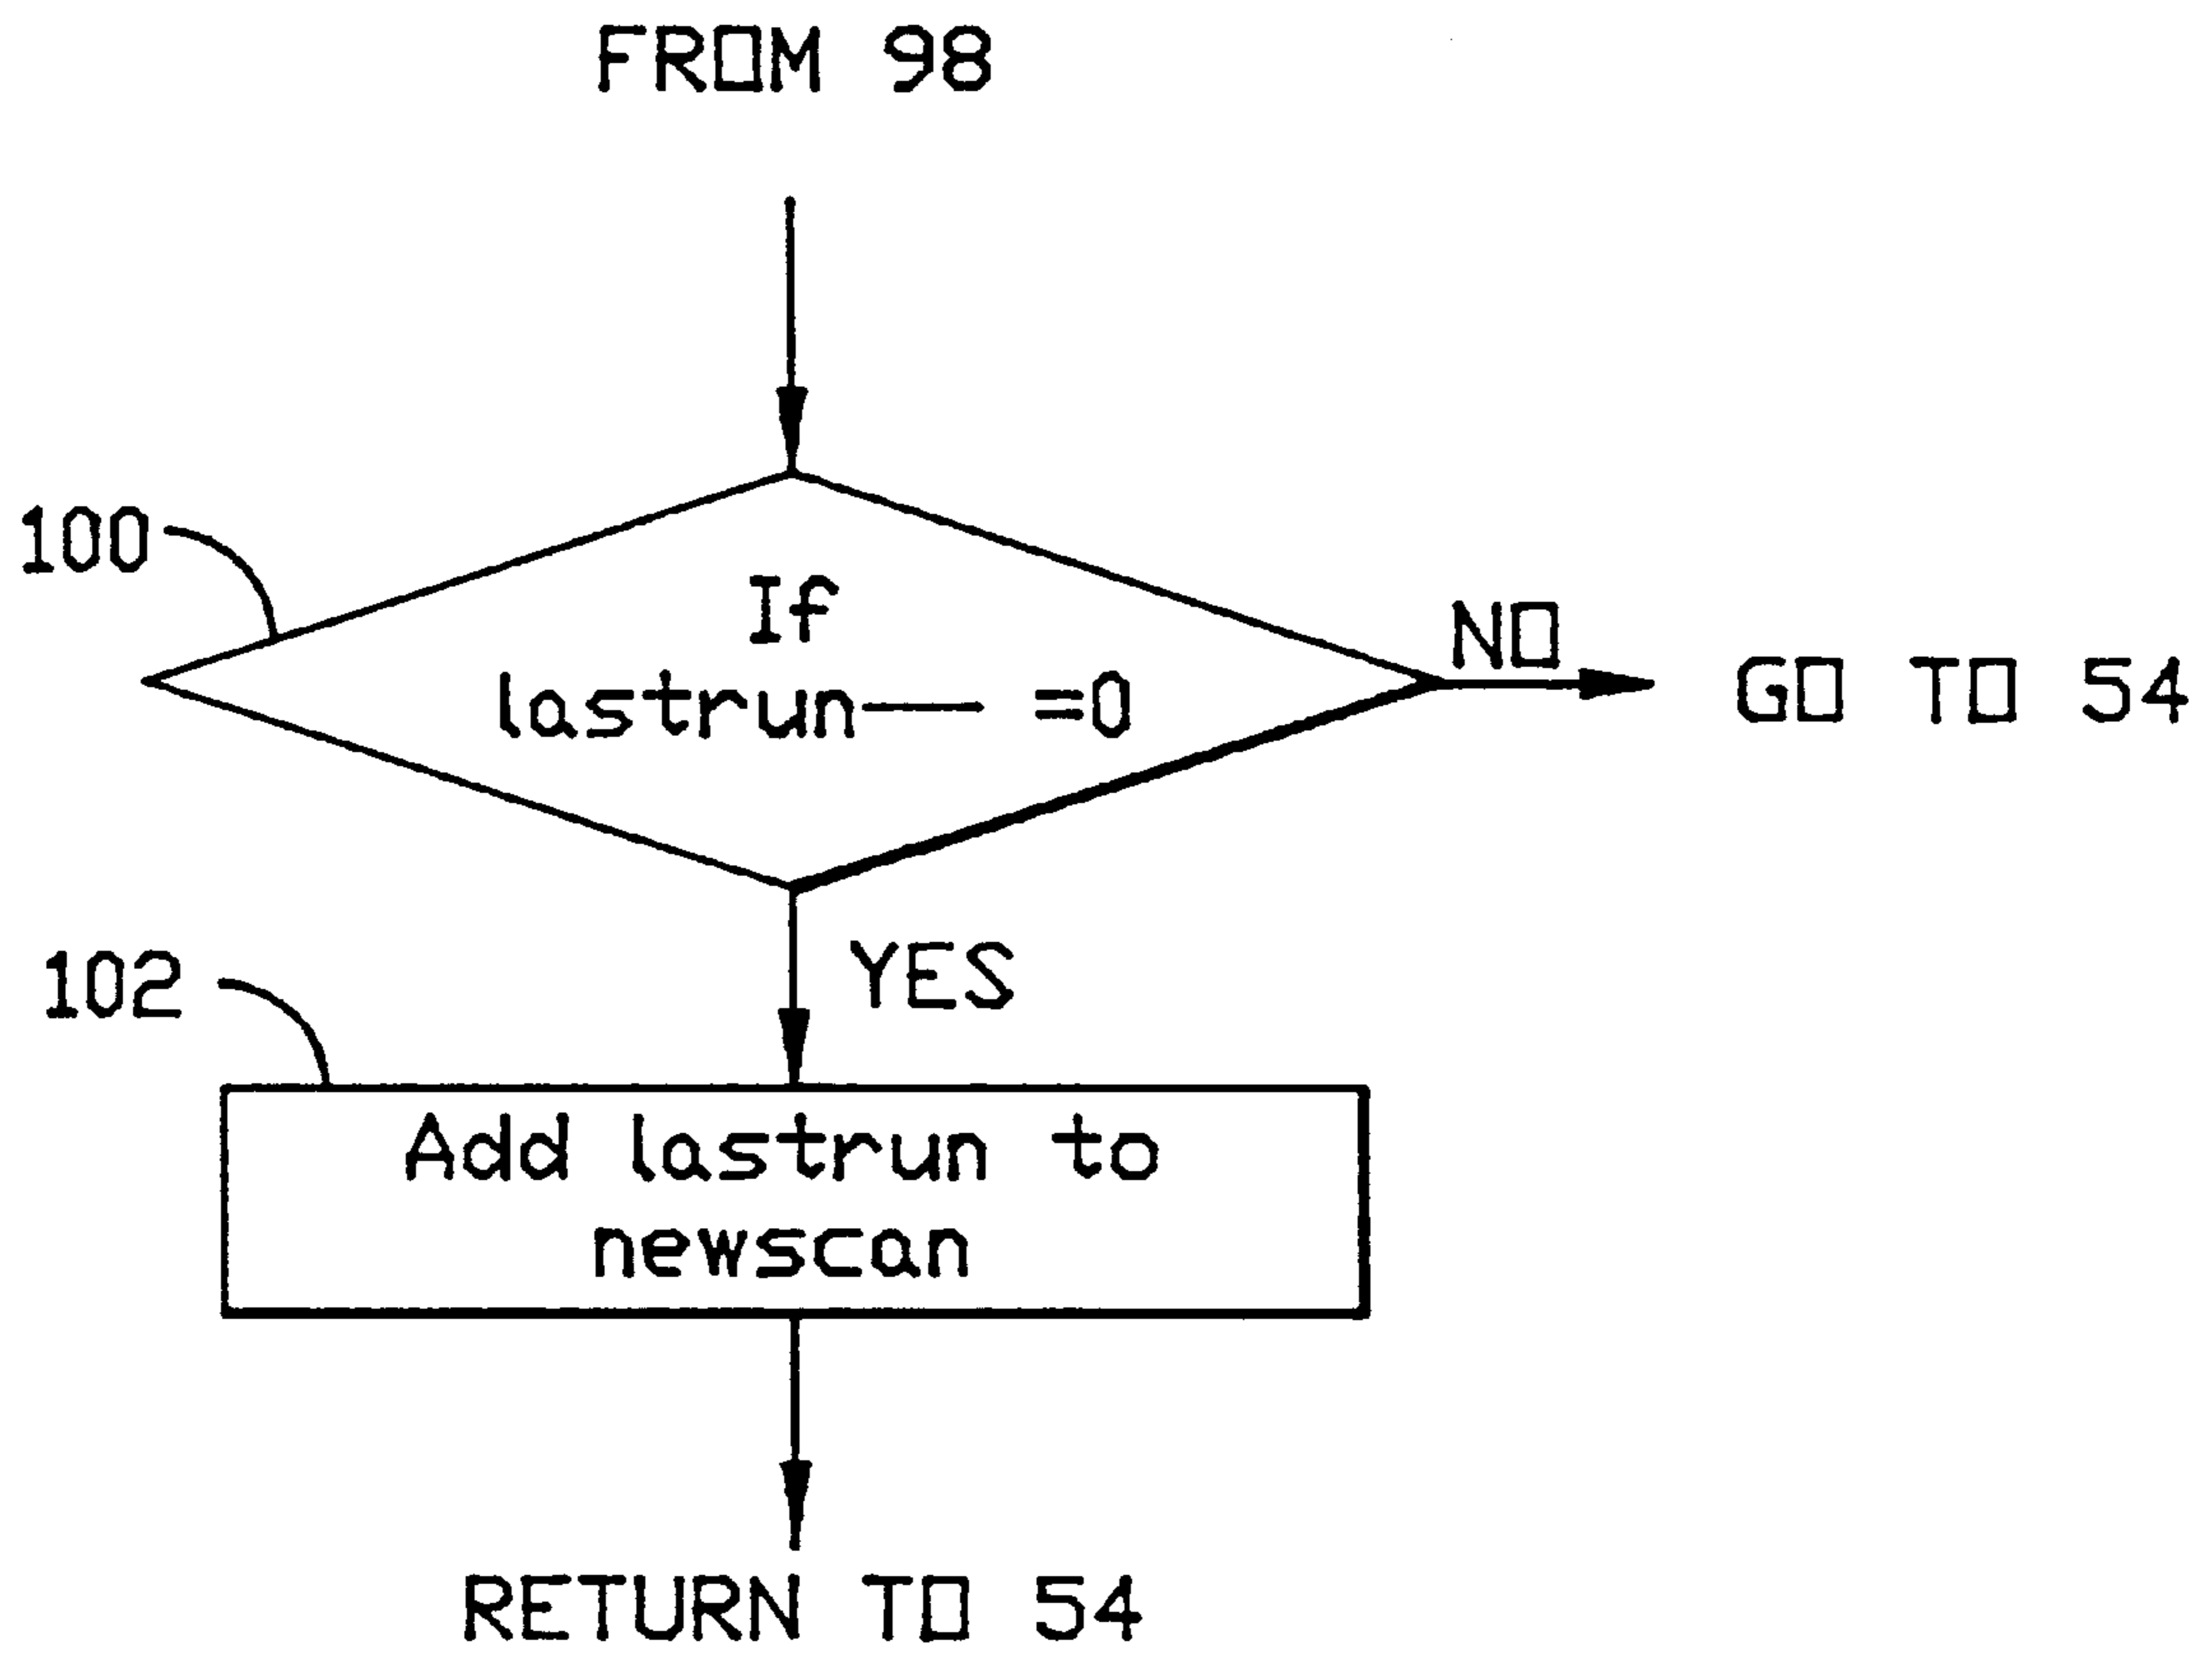 FROM 98
100
If
lastrun— =0
NO
GO TO 54
YES
102
Add lastrun to
newscan
RETURN TO 54